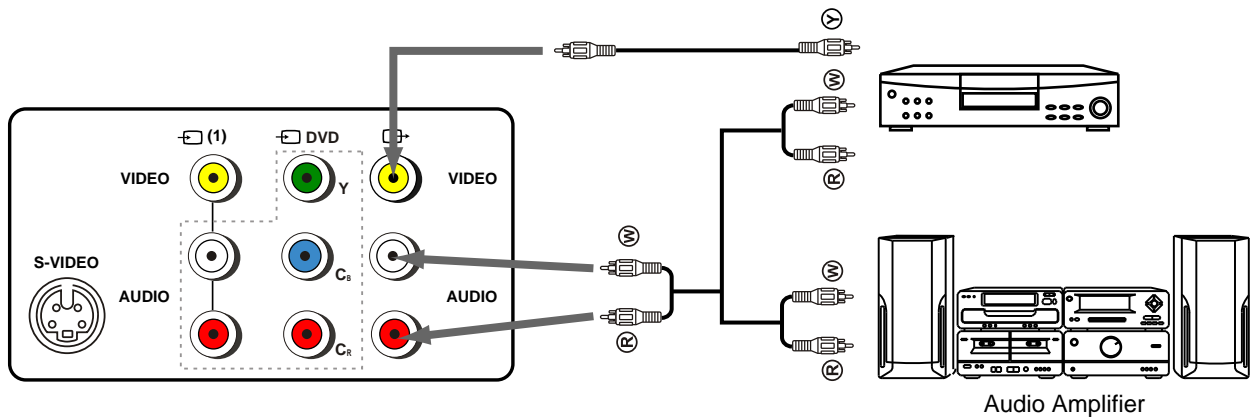 Y
W
R
(1)
DVD
VIDEO
Y
VIDEO
S-VIDEO
CB
AUDIO
AUDIO
CR
W
R
W
R
Audio Amplifier